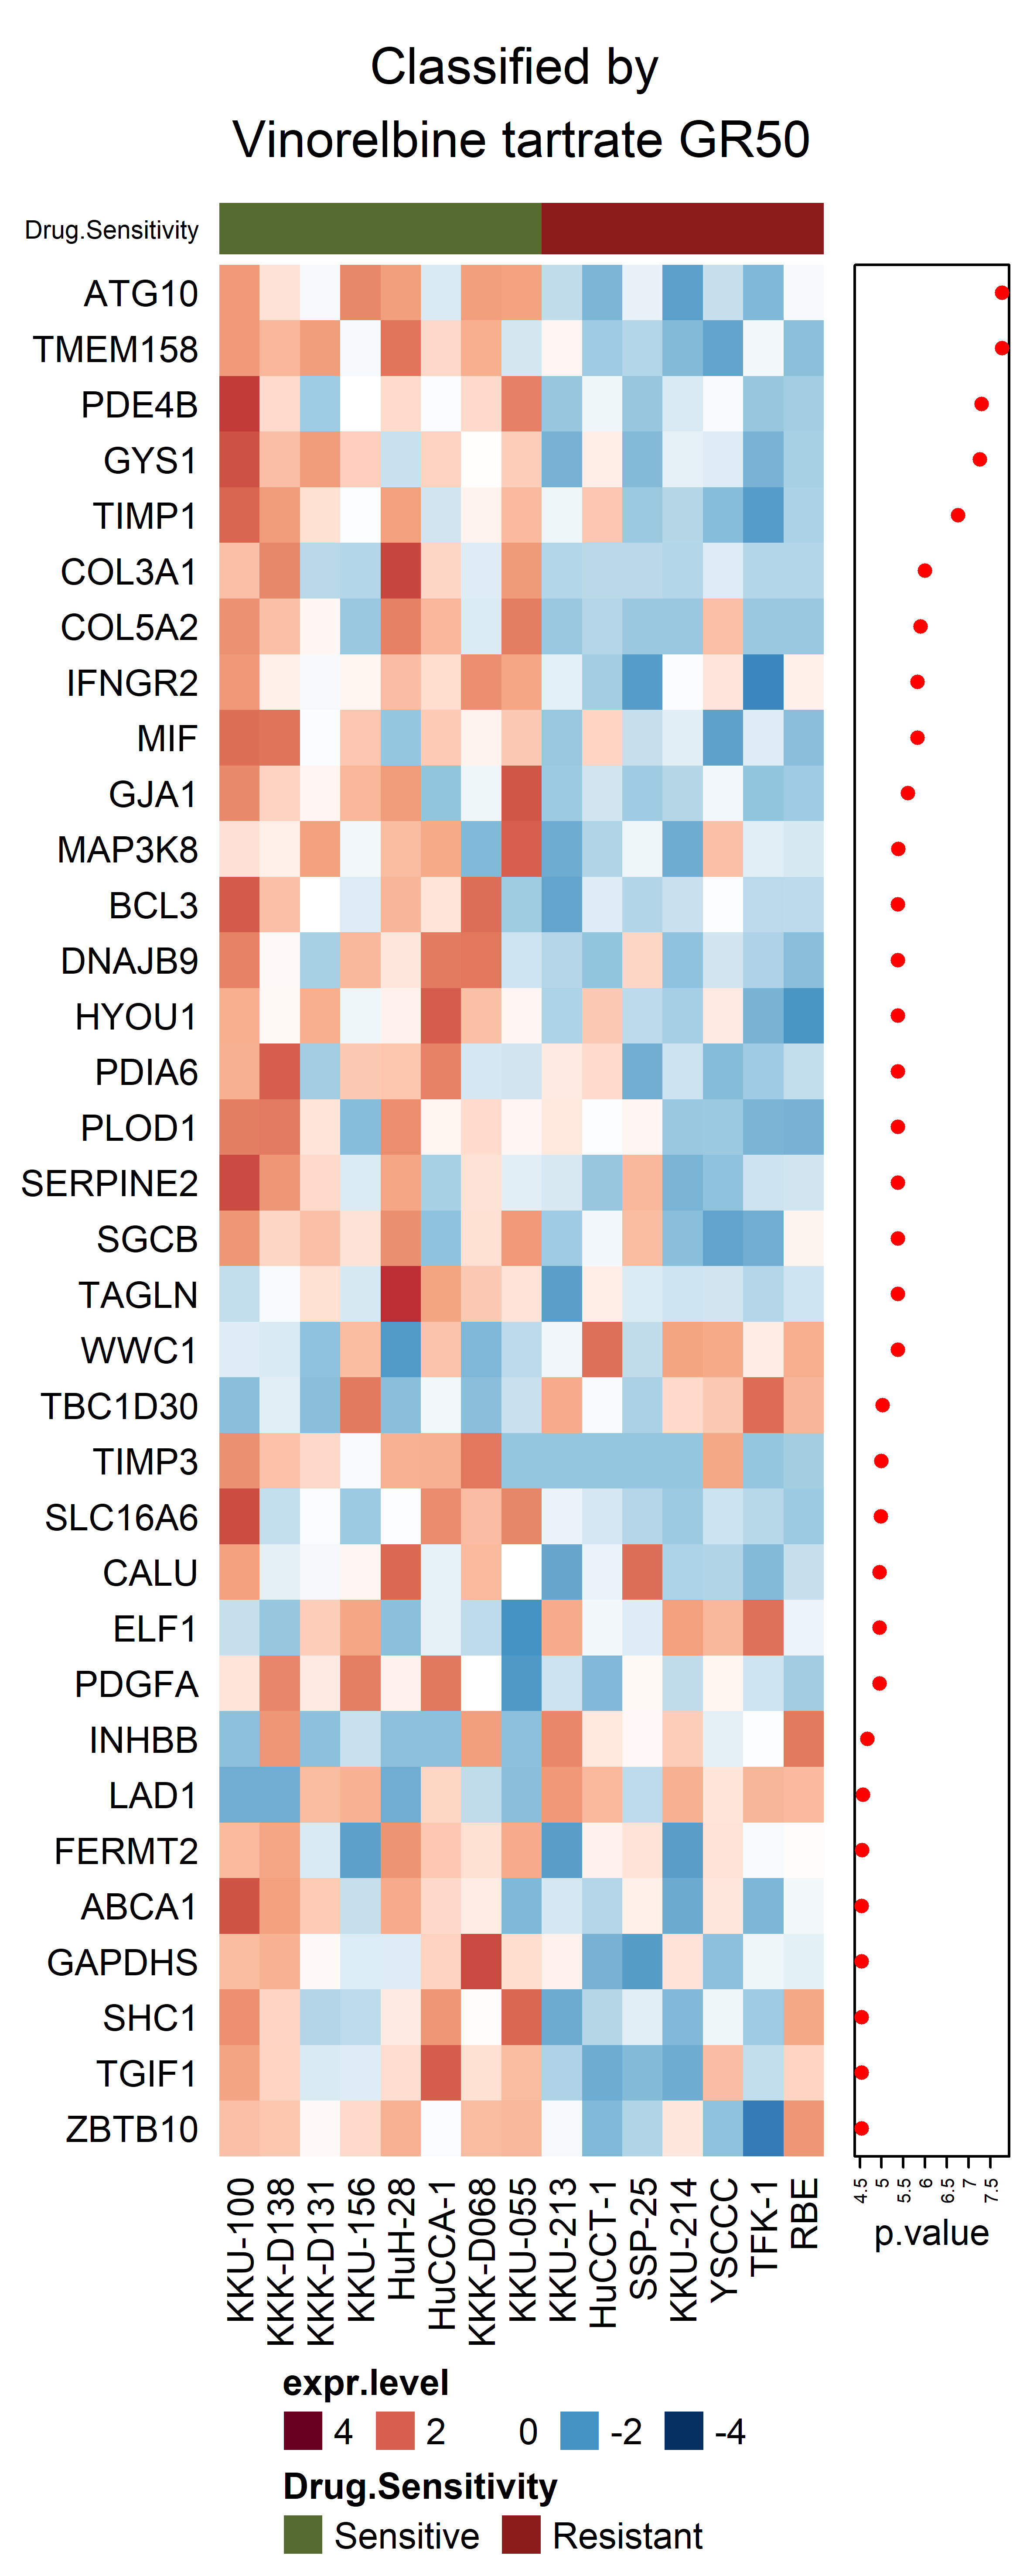 Classified by
Vinorelbine tartrate GR50
Drug.Sensitivity
ATG10
TMEM158
PDE4B
GYS1
TIMP1
COL3A1
COL5A2
IFNGR2
MIF
GJA1
MAP3K8
BCL3
DNAJB9
HYOU1
PDIA6
PLOD1
SERPINE2
SGCB
TAGLN
WWC1
TBC1D30
TIMP3
SLC16A6
CALU
ELF1
PDGFA
INHBB
LAD1
FERMT2
ABCA1
GAPDHS
SHC1
TGIF1
ZBTB10
KKU-100
KKK-D138
KKK-D131
KKU-156
HuH-28
HuCCA-1
KKK-D068
KKU-055
KKU-213
HuCCT-1
SSP-25
KKU-214
YSCCC
TFK-1
RBE
4.5
5
5.5
6
6.5
7
7.5
p.value
expr.level
4 2 0 -2 -4
Drug.Sensitivity
Sensitive Resistant